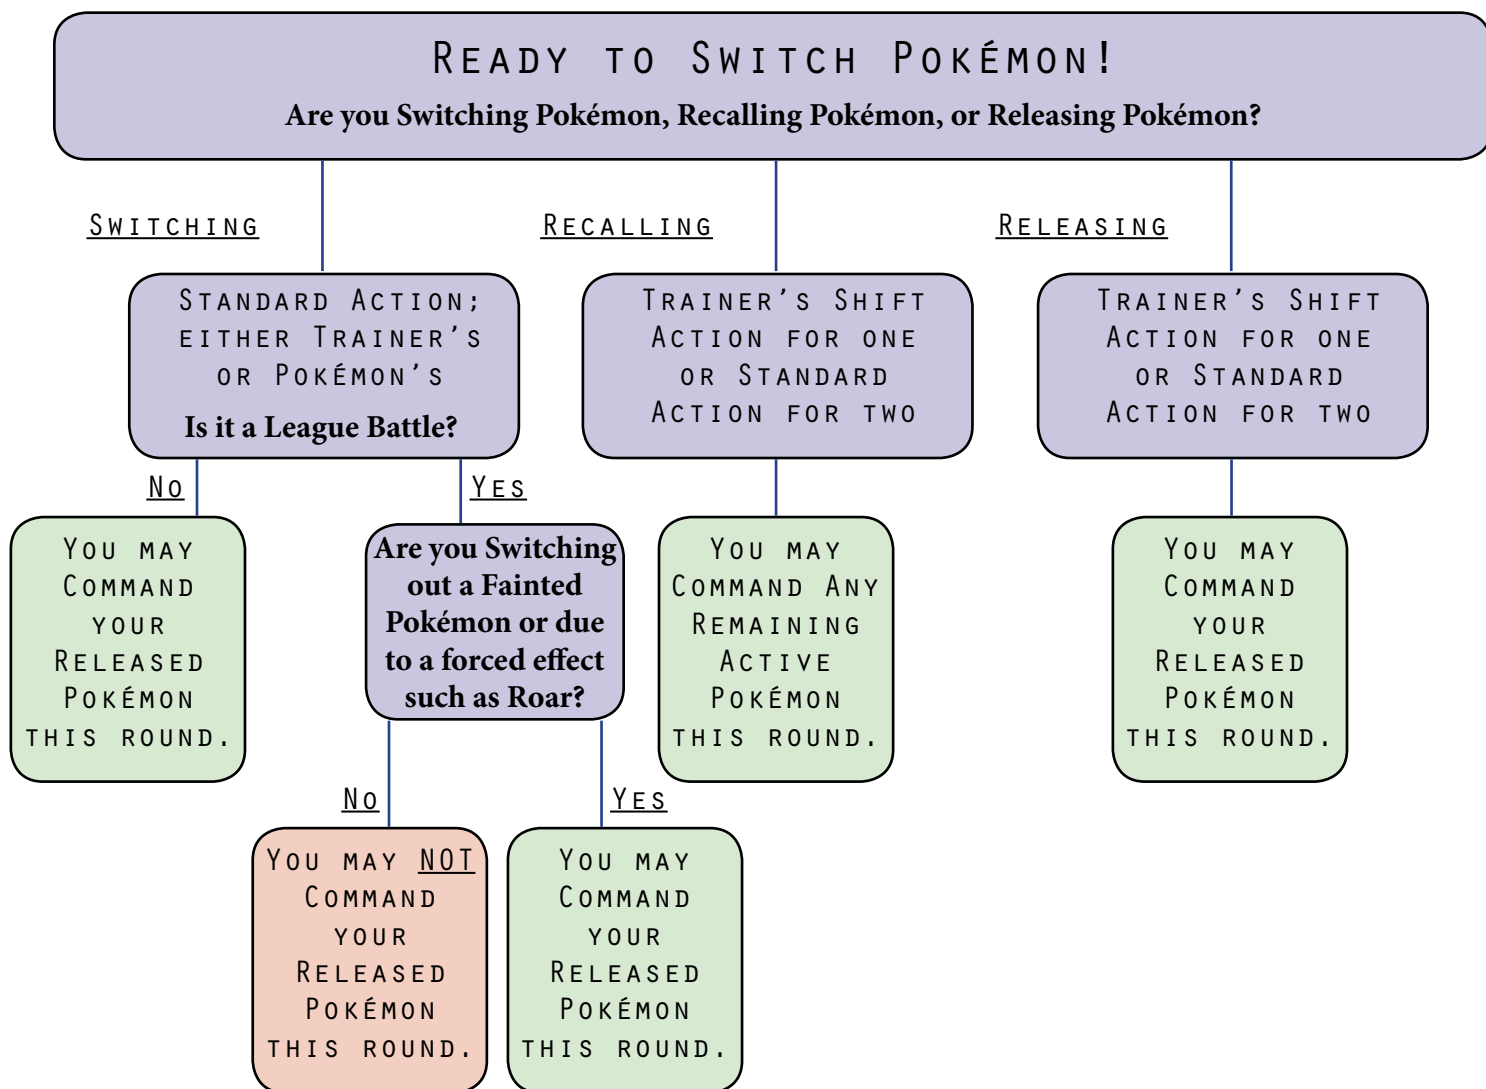 Ready to Switch Pokémon!
Are you Switching Pokémon, Recalling Pokémon, or Releasing Pokémon?
Switching
Recalling
Releasing
Standard Action;
either Trainer's
or Pokémon's
Is it a League Battle?
Trainer's Shift
Action for one
or Standard
Action for two
Trainer's Shift
Action for one
or Standard
Action for two
No
Yes
You may
Command
your
Released
Pokémon
this round.
Are you Switching
out a Fainted
Pokémon or due
to a forced effect
such as Roar?
You may
Command Any
Remaining
Active
Pokémon
this round.
You may
Command
your
Released
Pokémon
this round.
No
Yes
You may NOT
Command
your
Released
Pokémon
this round.
You may
Command
your
Released
Pokémon
this round.